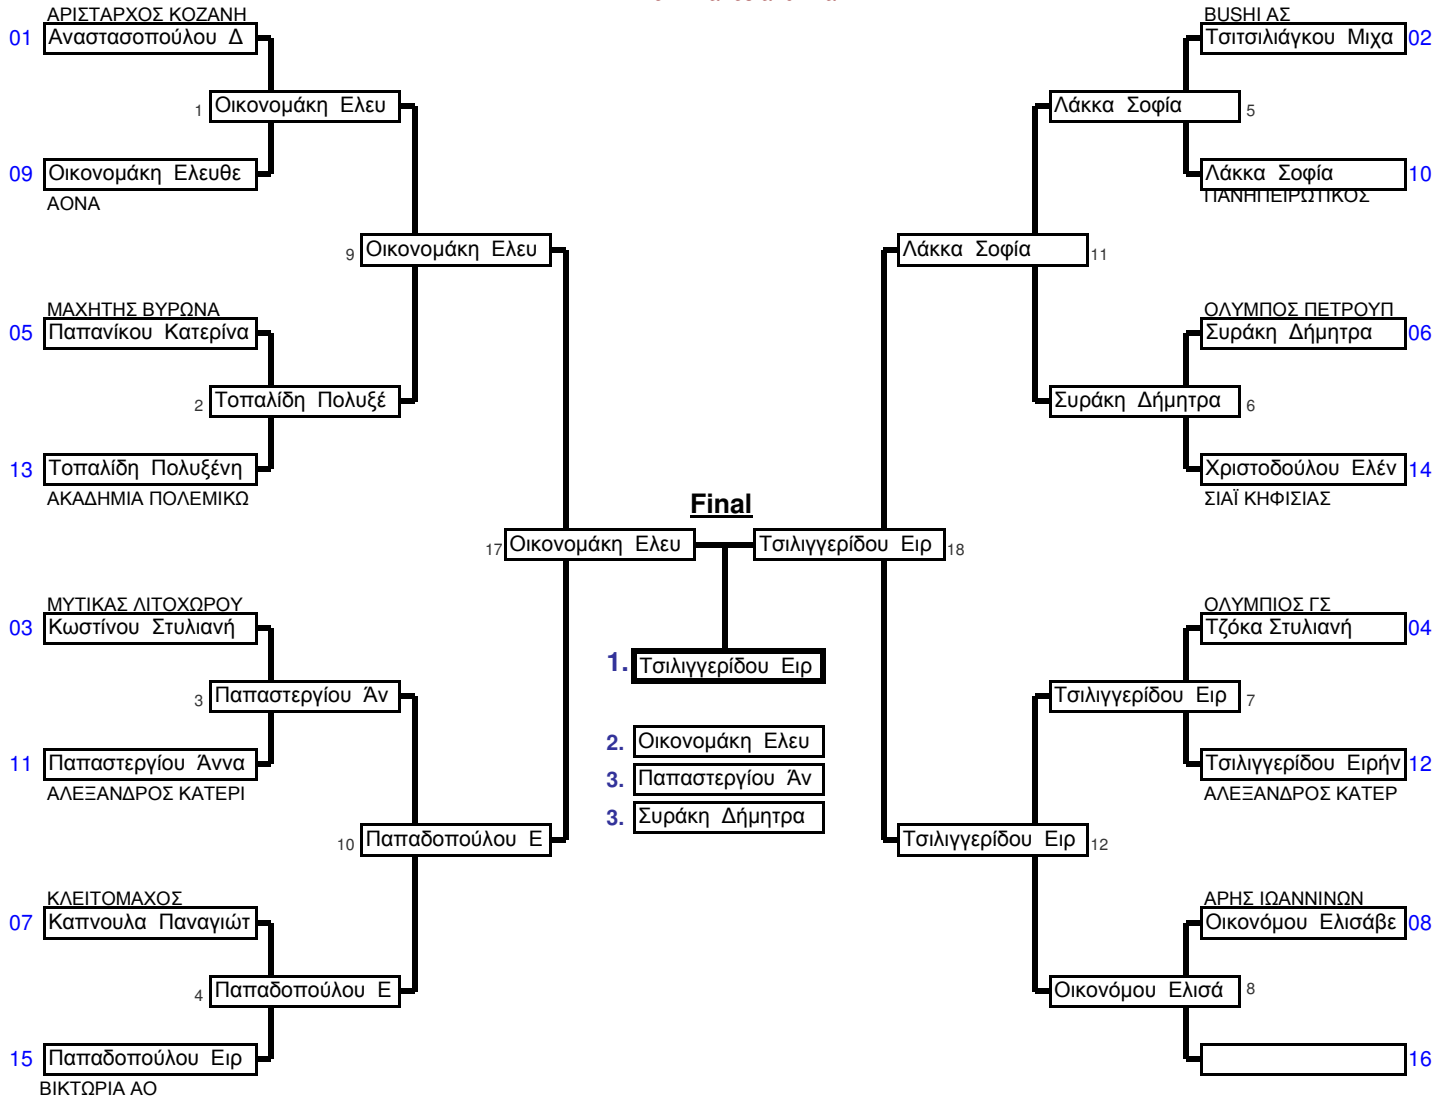 ΑΡΙΣΤΑΡΧΟΣ ΚΟΖΑΝΗ
01 Αναστασοπούλου Δ
1 Οικονομάκη Ελευ
09 Οικονομάκη Ελευθε
ΑΟΝΑ
9 Οικονομάκη Ελευ
ΜΑΧΗΤΗΣ ΒΥΡΩΝΑ
05 Παπανίκου Κατερίνα
2 Τοπαλίδη Πολυξέ
13 Τοπαλίδη Πολυξένη
ΑΚΑΔΗΜΙΑ ΠΟΛΕΜΙΚΩ
17 Οικονομάκη Ελευ
ΜΥΤΙΚΑΣ ΛΙΤΟΧΩΡΟΥ
03 Κωστίνου Στυλιανή
3 Παπαστεργίου Άν
11 Παπαστεργίου Άννα
ΑΛΕΞΑΝΔΡΟΣ ΚΑΤΕΡΙ
10 Παπαδοπούλου Ε
ΚΛΕΙΤΟΜΑΧΟΣ
07 Καπνουλα Παναγιώτ
4 Παπαδοπούλου Ε
15 Παπαδοπούλου Ειρ
ΒΙΚΤΩΡΙΑ ΑΟ
Final
1. Τσιλιγγερίδου Ειρ
2. Οικονομάκη Ελευ
3. Παπαστεργίου Άν
3. Συράκη Δήμητρα
BUSHI ΑΣ
Τσιτσιλιάγκου Μιχα 02
Λάκκα Σοφία 5
Λάκκα Σοφία 10
ΠΑΝΗΠΕΙΡΩΤΙΚΟΣ
Λάκκα Σοφία 11
ΟΛΥΜΠΟΣ ΠΕΤΡΟΥΠ
Συράκη Δήμητρα 06
Συράκη Δήμητρα 6
Χριστοδούλου Ελέν 14
ΣΙΑΪ ΚΗΦΙΣΙΑΣ
Τσιλιγγερίδου Ειρ 18
ΟΛΥΜΠΙΟΣ ΓΣ
Τζόκα Στυλιανή 04
Τσιλιγγερίδου Ειρ 7
Τσιλιγγερίδου Ειρήν 12
ΑΛΕΞΑΝΔΡΟΣ ΚΑΤΕΡ
Τσιλιγγερίδου Ειρ 12
ΑΡΗΣ ΙΩΑΝΝΙΝΩΝ
Οικονόμου Ελισάβε 08
Οικονόμου Ελισά 8
16